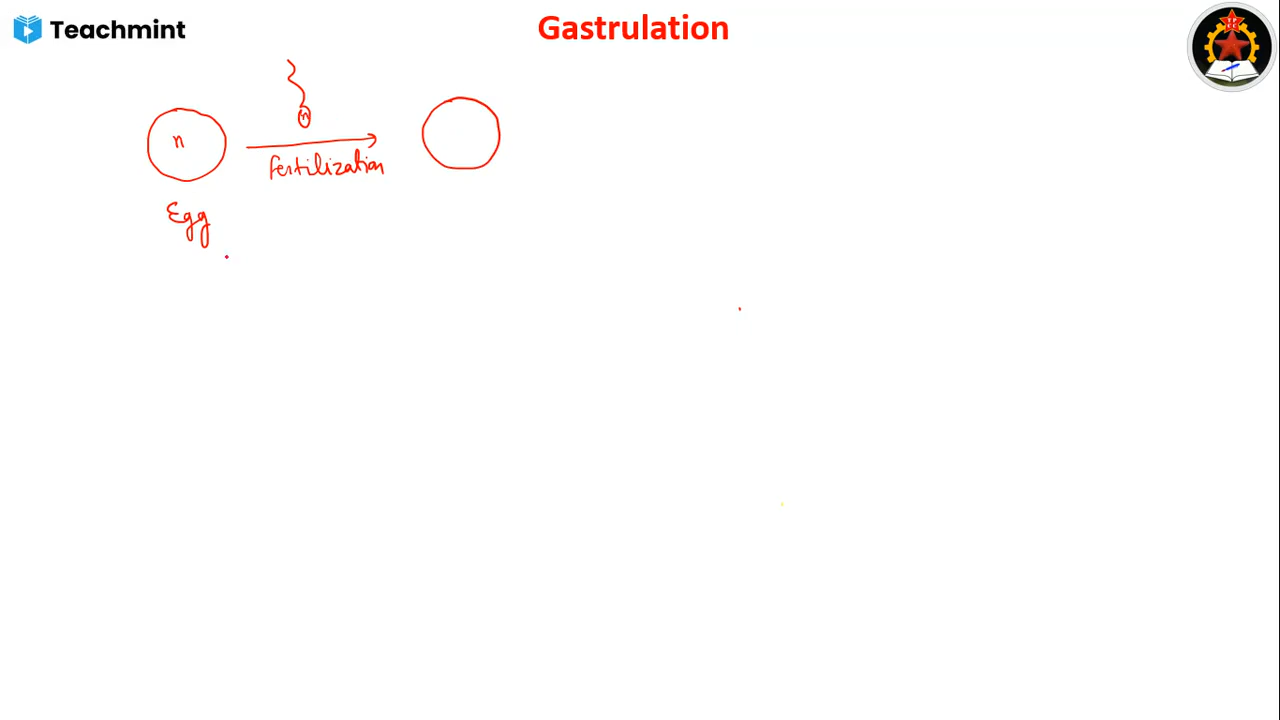 Teachmint
Gastrulation
n
n
fertilization
Egg